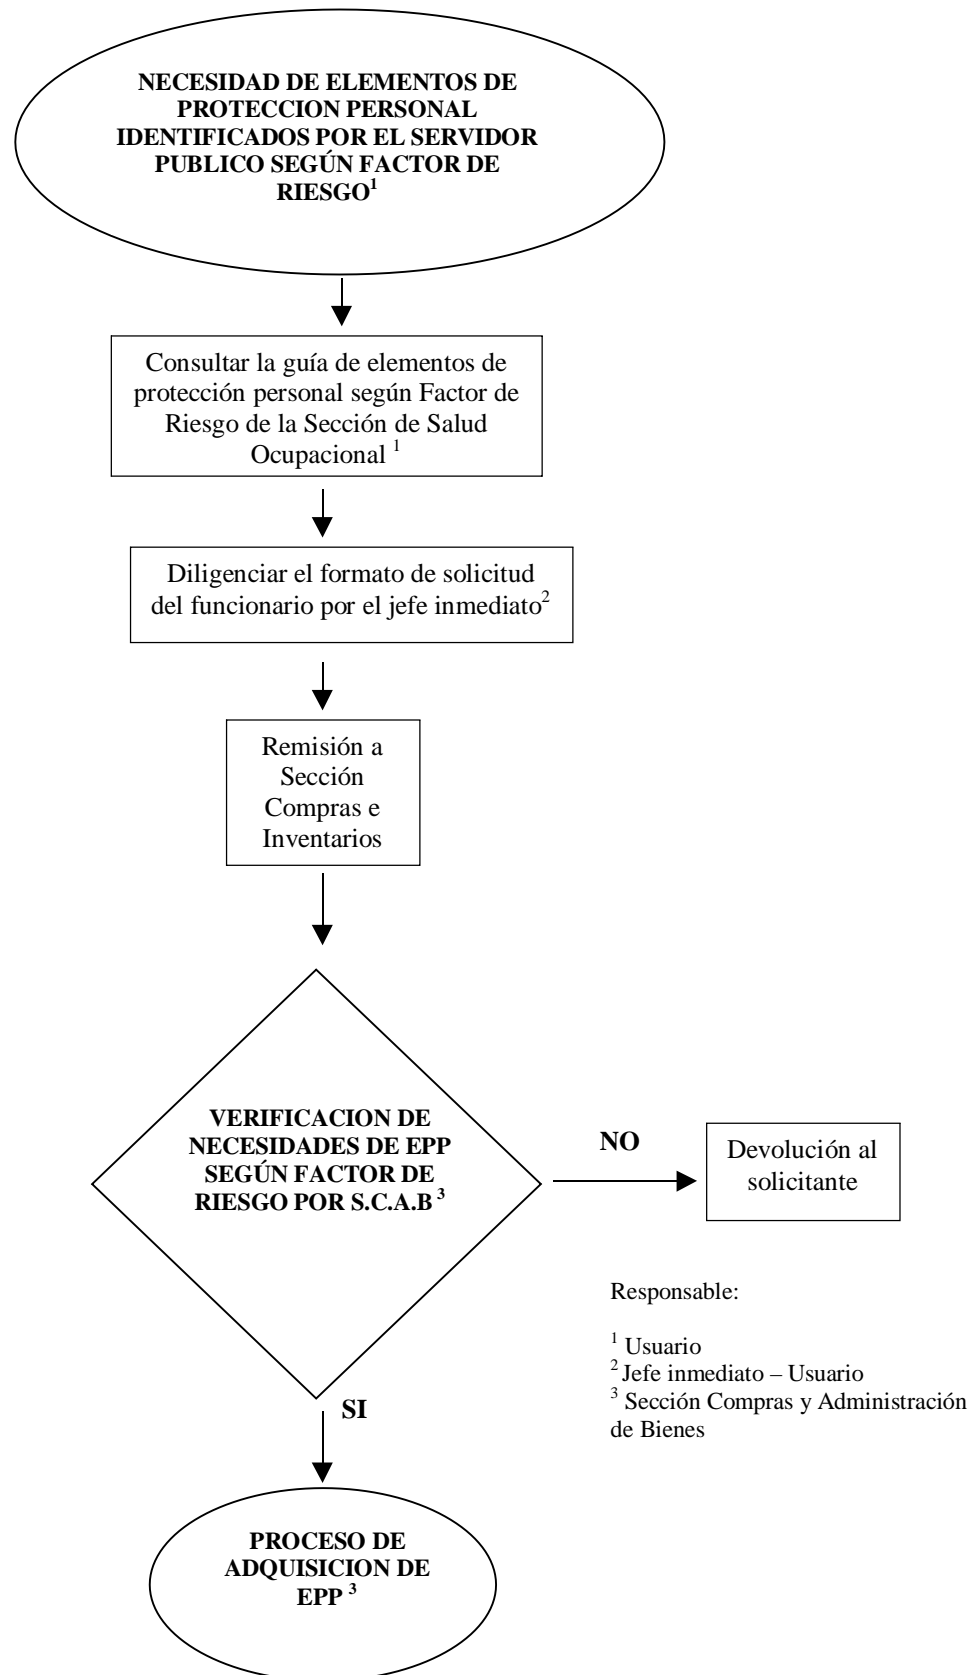 NECESIDAD DE ELEMENTOS DE
PROTECCION PERSONAL
IDENTIFICADOS POR EL SERVIDOR
PUBLICO SEGÚN FACTOR DE
RIESGO1
Consultar la guía de elementos de
protección personal según Factor de
Riesgo de la Sección de Salud
Ocupacional 1
Diligenciar el formato de solicitud
del funcionario por el jefe inmediato2
Remisión a
Sección
Compras e
Inventarios
VERIFICACION DE
NECESIDADES DE EPP
SEGÚN FACTOR DE
RIESGO POR S.C.A.B 3
NO
Devolución al
solicitante
Responsable:
1 Usuario
2 Jefe inmediato – Usuario
3 Sección Compras y Administración
de Bienes
SI
PROCESO DE
ADQUISICION DE
EPP 3